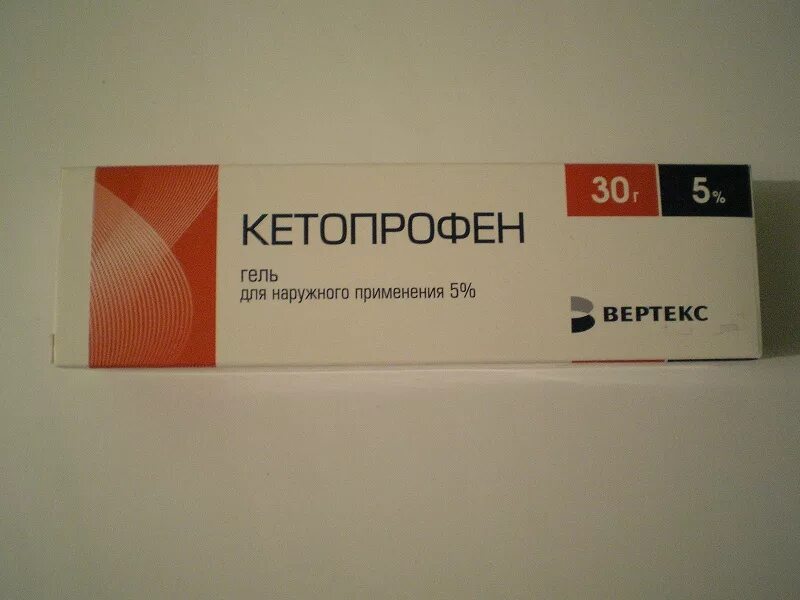 КЕТОПРОФЕН
гель
для наружного применения 5%
30г
5%
ВЕРТЕКС